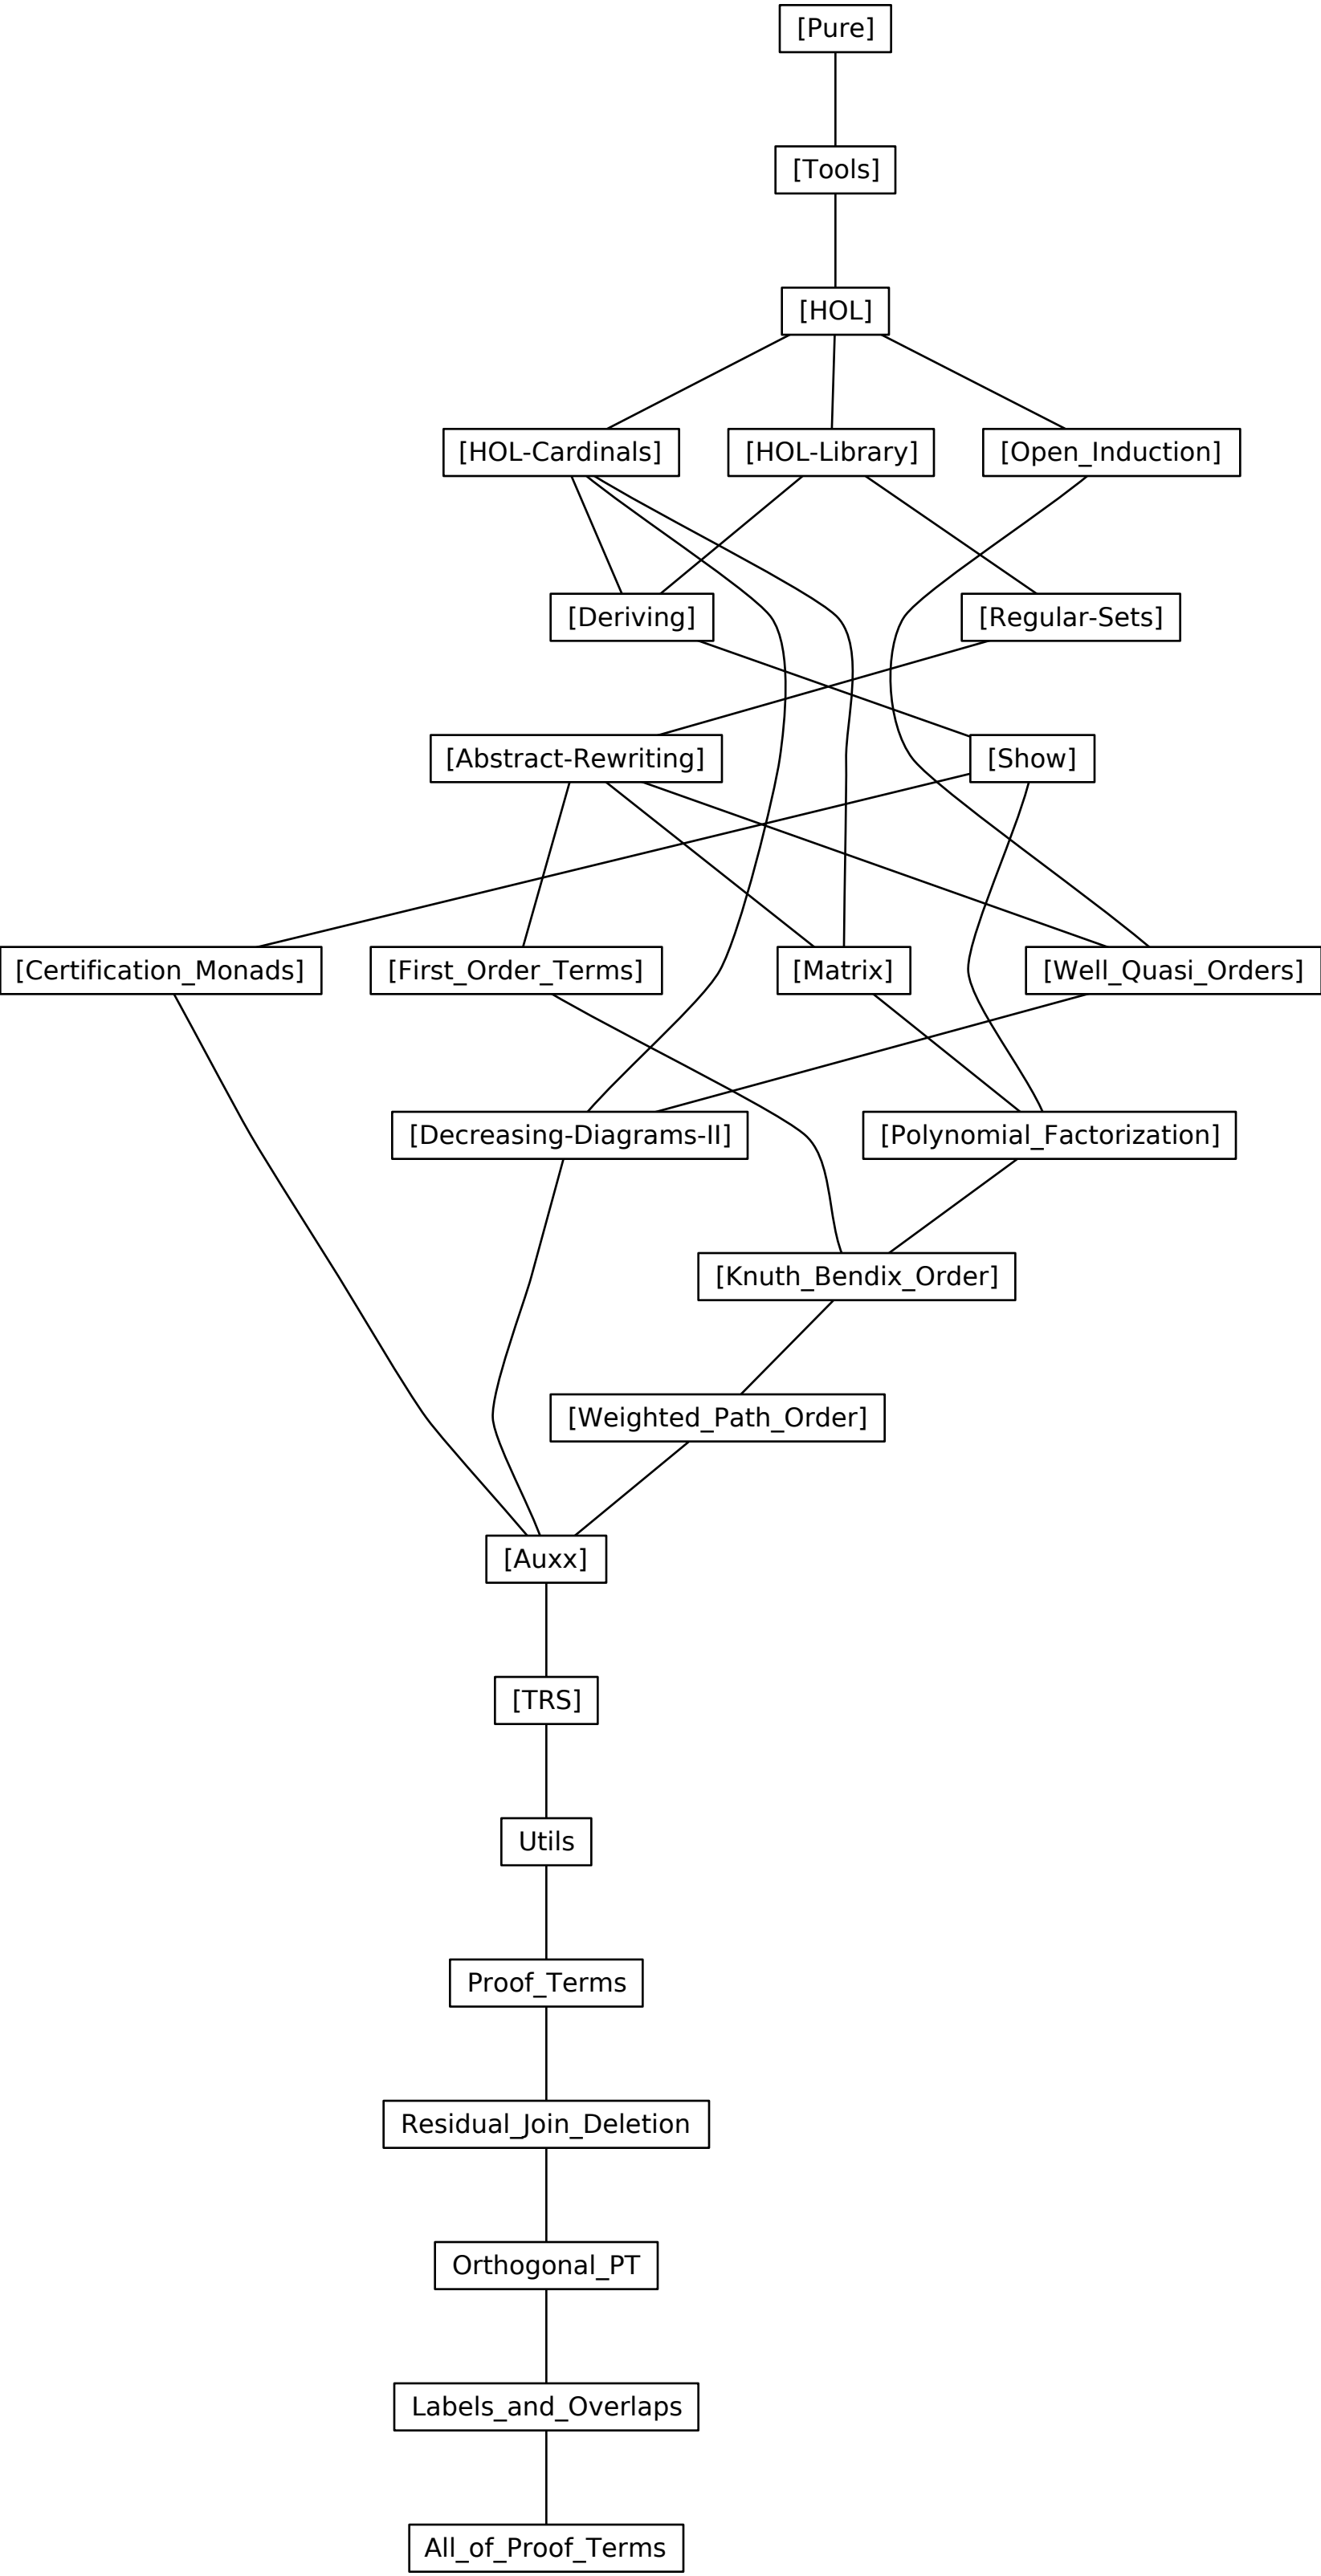 [Pure]
[Tools]
[HOL]
[HOL-Cardinals]
[HOL-Library]
[Open_Induction]
[Deriving]
[Regular-Sets]
[Abstract-Rewriting]
[Show]
[Certification_Monads]
[First_Order_Terms]
[Matrix]
[Well_Quasi_Orders]
[Decreasing-Diagrams-II]
[Polynomial_Factorization]
[Knuth_Bendix_Order]
[Weighted_Path_Order]
[Auxx]
[TRS]
Utils
Proof_Terms
Residual_Join_Deletion
Orthogonal_PT
Labels_and_Overlaps
All_of_Proof_Terms